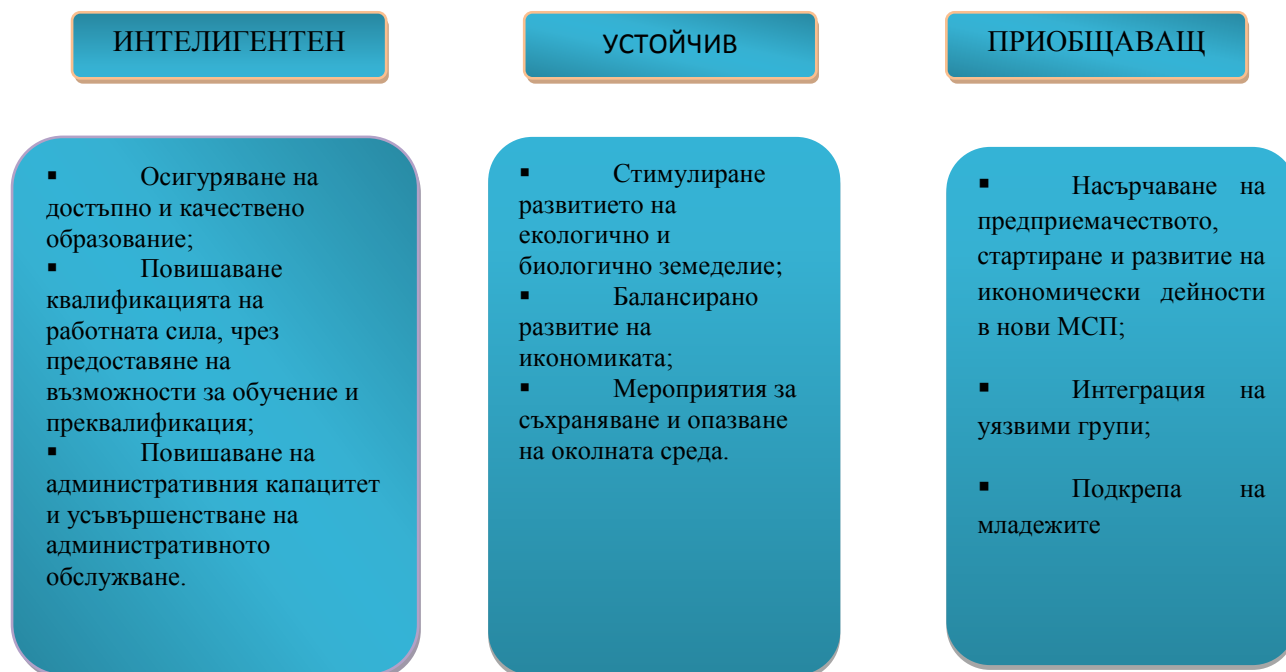 ИНТЕЛИГЕНТЕН
УСТОЙЧИВ
ПРИОБЩАВАЩ
▪ Осигуряване на
достъпно и качествено
образование;
▪ Повишаване
квалификацията на
работната сила, чрез
предоставяне на
възможности за обучение и
преквалификация;
▪ Повишаване на
административния капацитет
и усъвършенстване на
административното
обслужване.
▪ Стимулиране
развитието на
екологично и
биологично земеделие;
▪ Балансирано
развитие на
икономиката;
▪ Мероприятия за
съхраняване и опазване
на околната среда.
▪ Насърчаване на
предприемачеството,
стартиране и развитие на
икономически дейности
в нови МСП;
▪ Интеграция на
уязвими групи;
▪ Подкрепа на
младежите